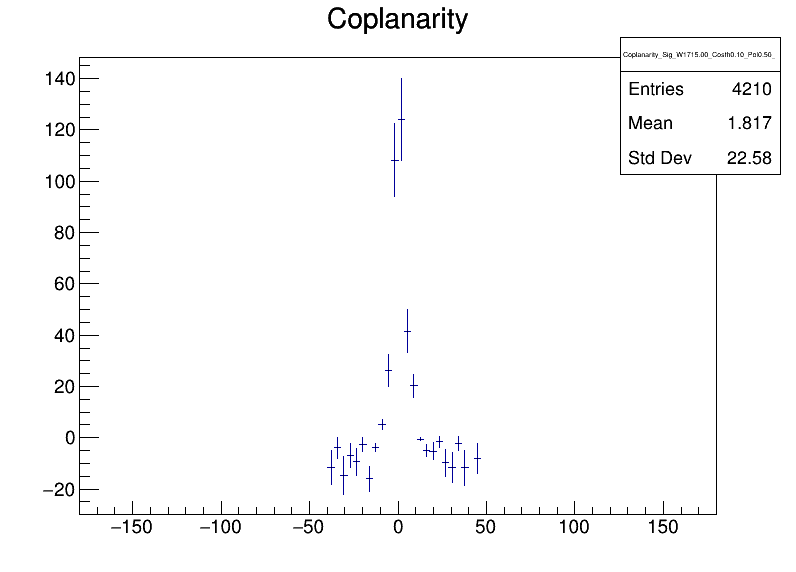 Coplanarity
Coplanarity_Sig_W1715.00_Costh0.10_Pol0.50_
Entries 4210
Mean 1.817
Std Dev 22.58
140
120
100
80
60
40
20
0
−20
−150 −100 −50 0 50 100 150